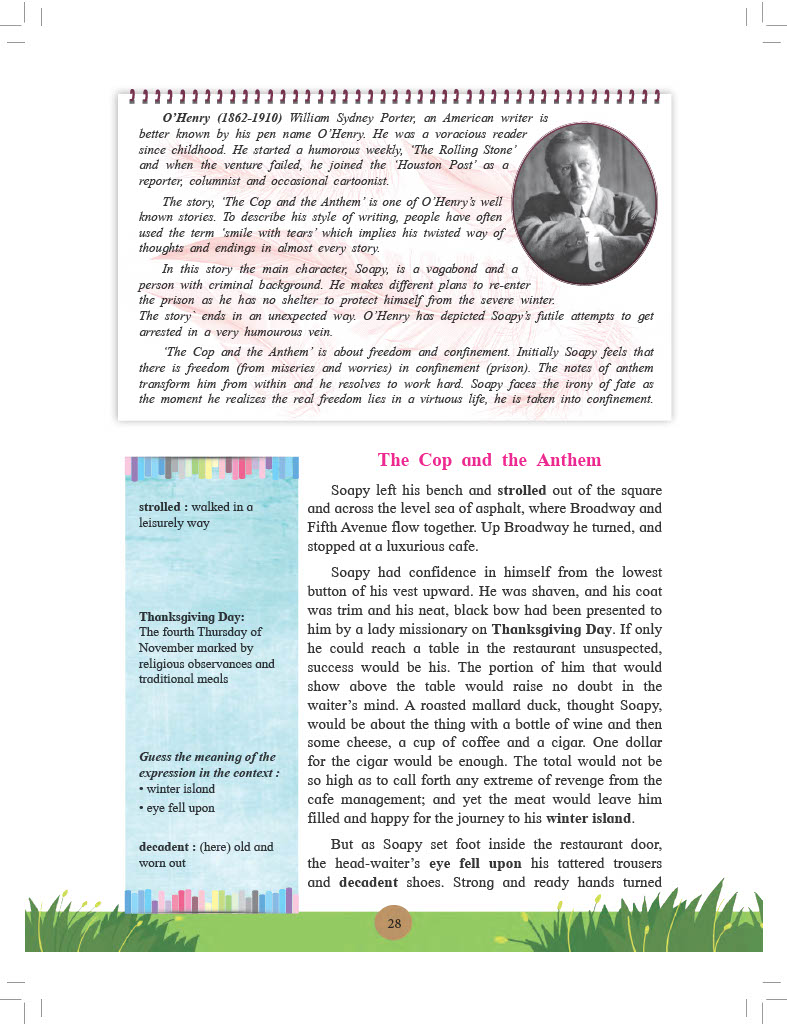 O'Henry (1862-1910) William Sydney Porter, an American writer is
better known by his pen name O'Henry. He was a voracious reader
since childhood. He started a humorous weekly, 'The Rolling Stone'
and when the venture failed, he joined the 'Houston Post' as a
reporter, columnist and occasional cartoonist.
The story, 'The Cop and the Anthem' is one of O'Henry's well
known stories. To describe his style of writing, people have often
used the term 'smile with tears' which implies his twisted way of
thoughts and endings in almost every story.
In this story the main character, Soapy, is a vagabond and a
person with criminal background. He makes different plans to re-enter
the prison as he has no shelter to protect himself from the severe winter.
The story` ends in an unexpected way. O'Henry has depicted Soapy's futile attempts to get
arrested in a very humourous vein.
'The Cop and the Anthem' is about freedom and confinement. Initially Soapy feels that
there is freedom (from miseries and worries) in confinement (prison). The notes of anthem
transform him from within and he resolves to work hard. Soapy faces the irony of fate as
the moment he realizes the real freedom lies in a virtuous life, he is taken into confinement.
strolled : walked in a
leisurely way
Thanksgiving Day:
The fourth Thursday of
November marked by
religious observances and
traditional meals
Guess the meaning of the
expression in the context :
• winter island
• eye fell upon
decadent : (here) old and
worn out
The Cop and the Anthem
Soapy left his bench and strolled out of the square
and across the level sea of asphalt, where Broadway and
Fifth Avenue flow together. Up Broadway he turned, and
stopped at a luxurious cafe.
Soapy had confidence in himself from the lowest
button of his vest upward. He was shaven, and his coat
was trim and his neat, black bow had been presented to
him by a lady missionary on Thanksgiving Day. If only
he could reach a table in the restaurant unsuspected,
success would be his. The portion of him that would
show above the table would raise no doubt in the
waiter's mind. A roasted mallard duck, thought Soapy,
would be about the thing with a bottle of wine and then
some cheese, a cup of coffee and a cigar. One dollar
for the cigar would be enough. The total would not be
so high as to call forth any extreme of revenge from the
cafe management; and yet the meat would leave him
filled and happy for the journey to his winter island.
But as Soapy set foot inside the restaurant door,
the head-waiter's eye fell upon his tattered trousers
and decadent shoes. Strong and ready hands turned
28